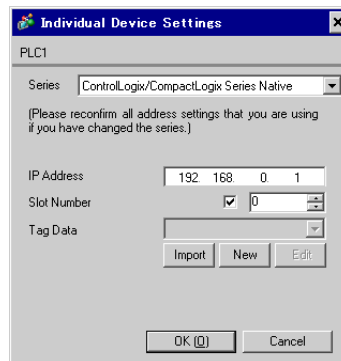 Individual Device Settings
PLC1
Series ControlLogix/CompactLogix Series Native
(Please reconfirm all address settings that you are using
if you have changed the series.)
IP Address 192. 168. 0. 1
Slot Number 0
Tag Data
Import New Edit
OK (O) Cancel